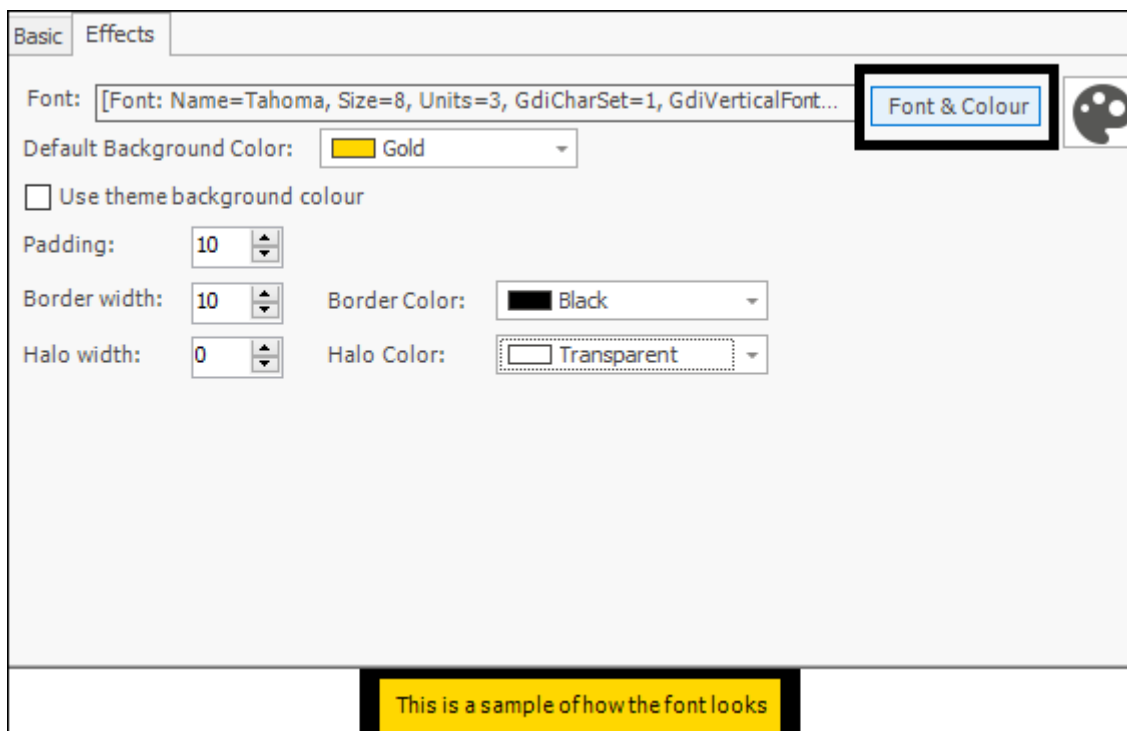 Basic Effects
Font: [Font: Name=Tahoma, Size=8, Units=3, GdiCharSet=1, GdiVerticalFont... Font & Colour
Default Background Color: Gold
Use theme background colour
Padding: 10
Border width: 10 Border Color: Black
Halo width: 0 Halo Color: Transparent
This is a sample of how the font looks